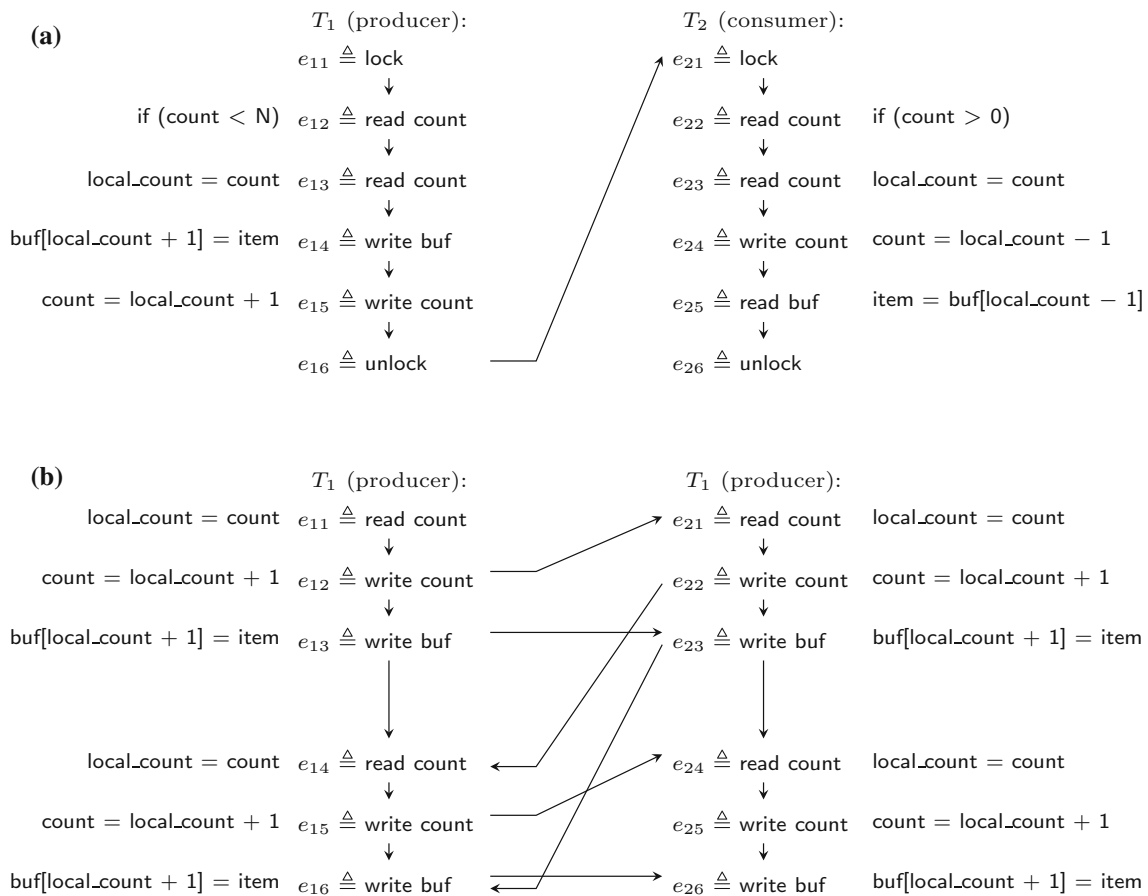 (a) T₁ (producer): T₂ (consumer):
e₁₁ ≜ lock e₂₁ ≜ lock
if (count < N) e₁₂ ≜ read count e₂₂ ≜ read count if (count > 0)
local_count = count e₁₃ ≜ read count e₂₃ ≜ read count local_count = count
buf[local_count + 1] = item e₁₄ ≜ write buf e₂₄ ≜ write count count = local_count − 1
count = local_count + 1 e₁₅ ≜ write count e₂₅ ≜ read buf item = buf[local_count − 1]
e₁₆ ≜ unlock e₂₆ ≜ unlock
(b) T₁ (producer): T₁ (producer):
local_count = count e₁₁ ≜ read count e₂₁ ≜ read count local_count = count
count = local_count + 1 e₁₂ ≜ write count e₂₂ ≜ write count count = local_count + 1
buf[local_count + 1] = item e₁₃ ≜ write buf e₂₃ ≜ write buf buf[local_count + 1] = item
local_count = count e₁₄ ≜ read count e₂₄ ≜ read count local_count = count
count = local_count + 1 e₁₅ ≜ write count e₂₅ ≜ write count count = local_count + 1
buf[local_count + 1] = item e₁₆ ≜ write buf e₂₆ ≜ write buf buf[local_count + 1] = item